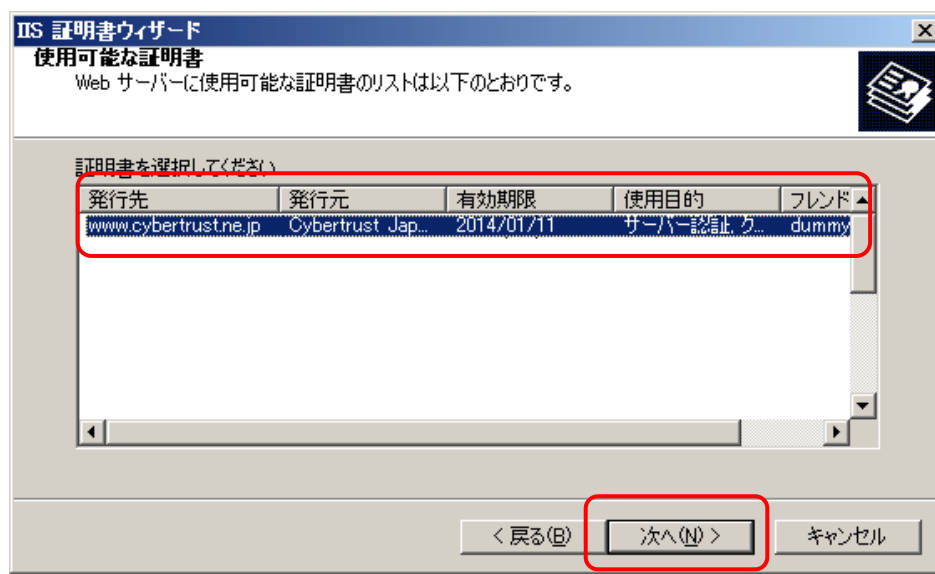 IIS 証明書ウィザード
使用可能な証明書
Web サーバーに使用可能な証明書のリストは以下のとおりです。
証明書を選択してください
発行先 発行元 有効期限 使用目的 フレンド
www.cybertrust.ne.jp Cybertrust Jap... 2014/01/11 サーバー認証, ク... dummy
< 戻る(B) 次へ(N) > キャンセル